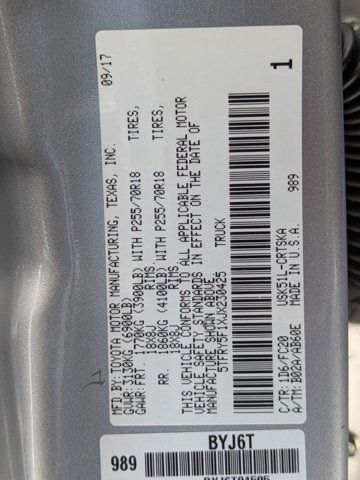 MFD.BY: TOYOTA MOTOR MANUFACTURING, TEXAS, INC. 09/17
GVWR: 3130KG (6900LB)
GAWR: FRT. 1770KG (3900LB) WITH P255/70R18 TIRES,
18x8J RIMS
RR. 1860KG (4100LB) WITH P255/70R18 TIRES,
18x8J RIMS
THIS VEHICLE CONFORMS TO ALL APPLICABLE FEDERAL MOTOR
VEHICLE SAFETY STANDARDS IN EFFECT ON THE DATE OF
MANUFACTURE SHOWN ABOVE.
TRUCK
C/TR: 1D6/FC20 USK51L-CRTSKA 989 1
A/TM: B02A/AB60E MADE IN U.S.A.
989 BYJ6T